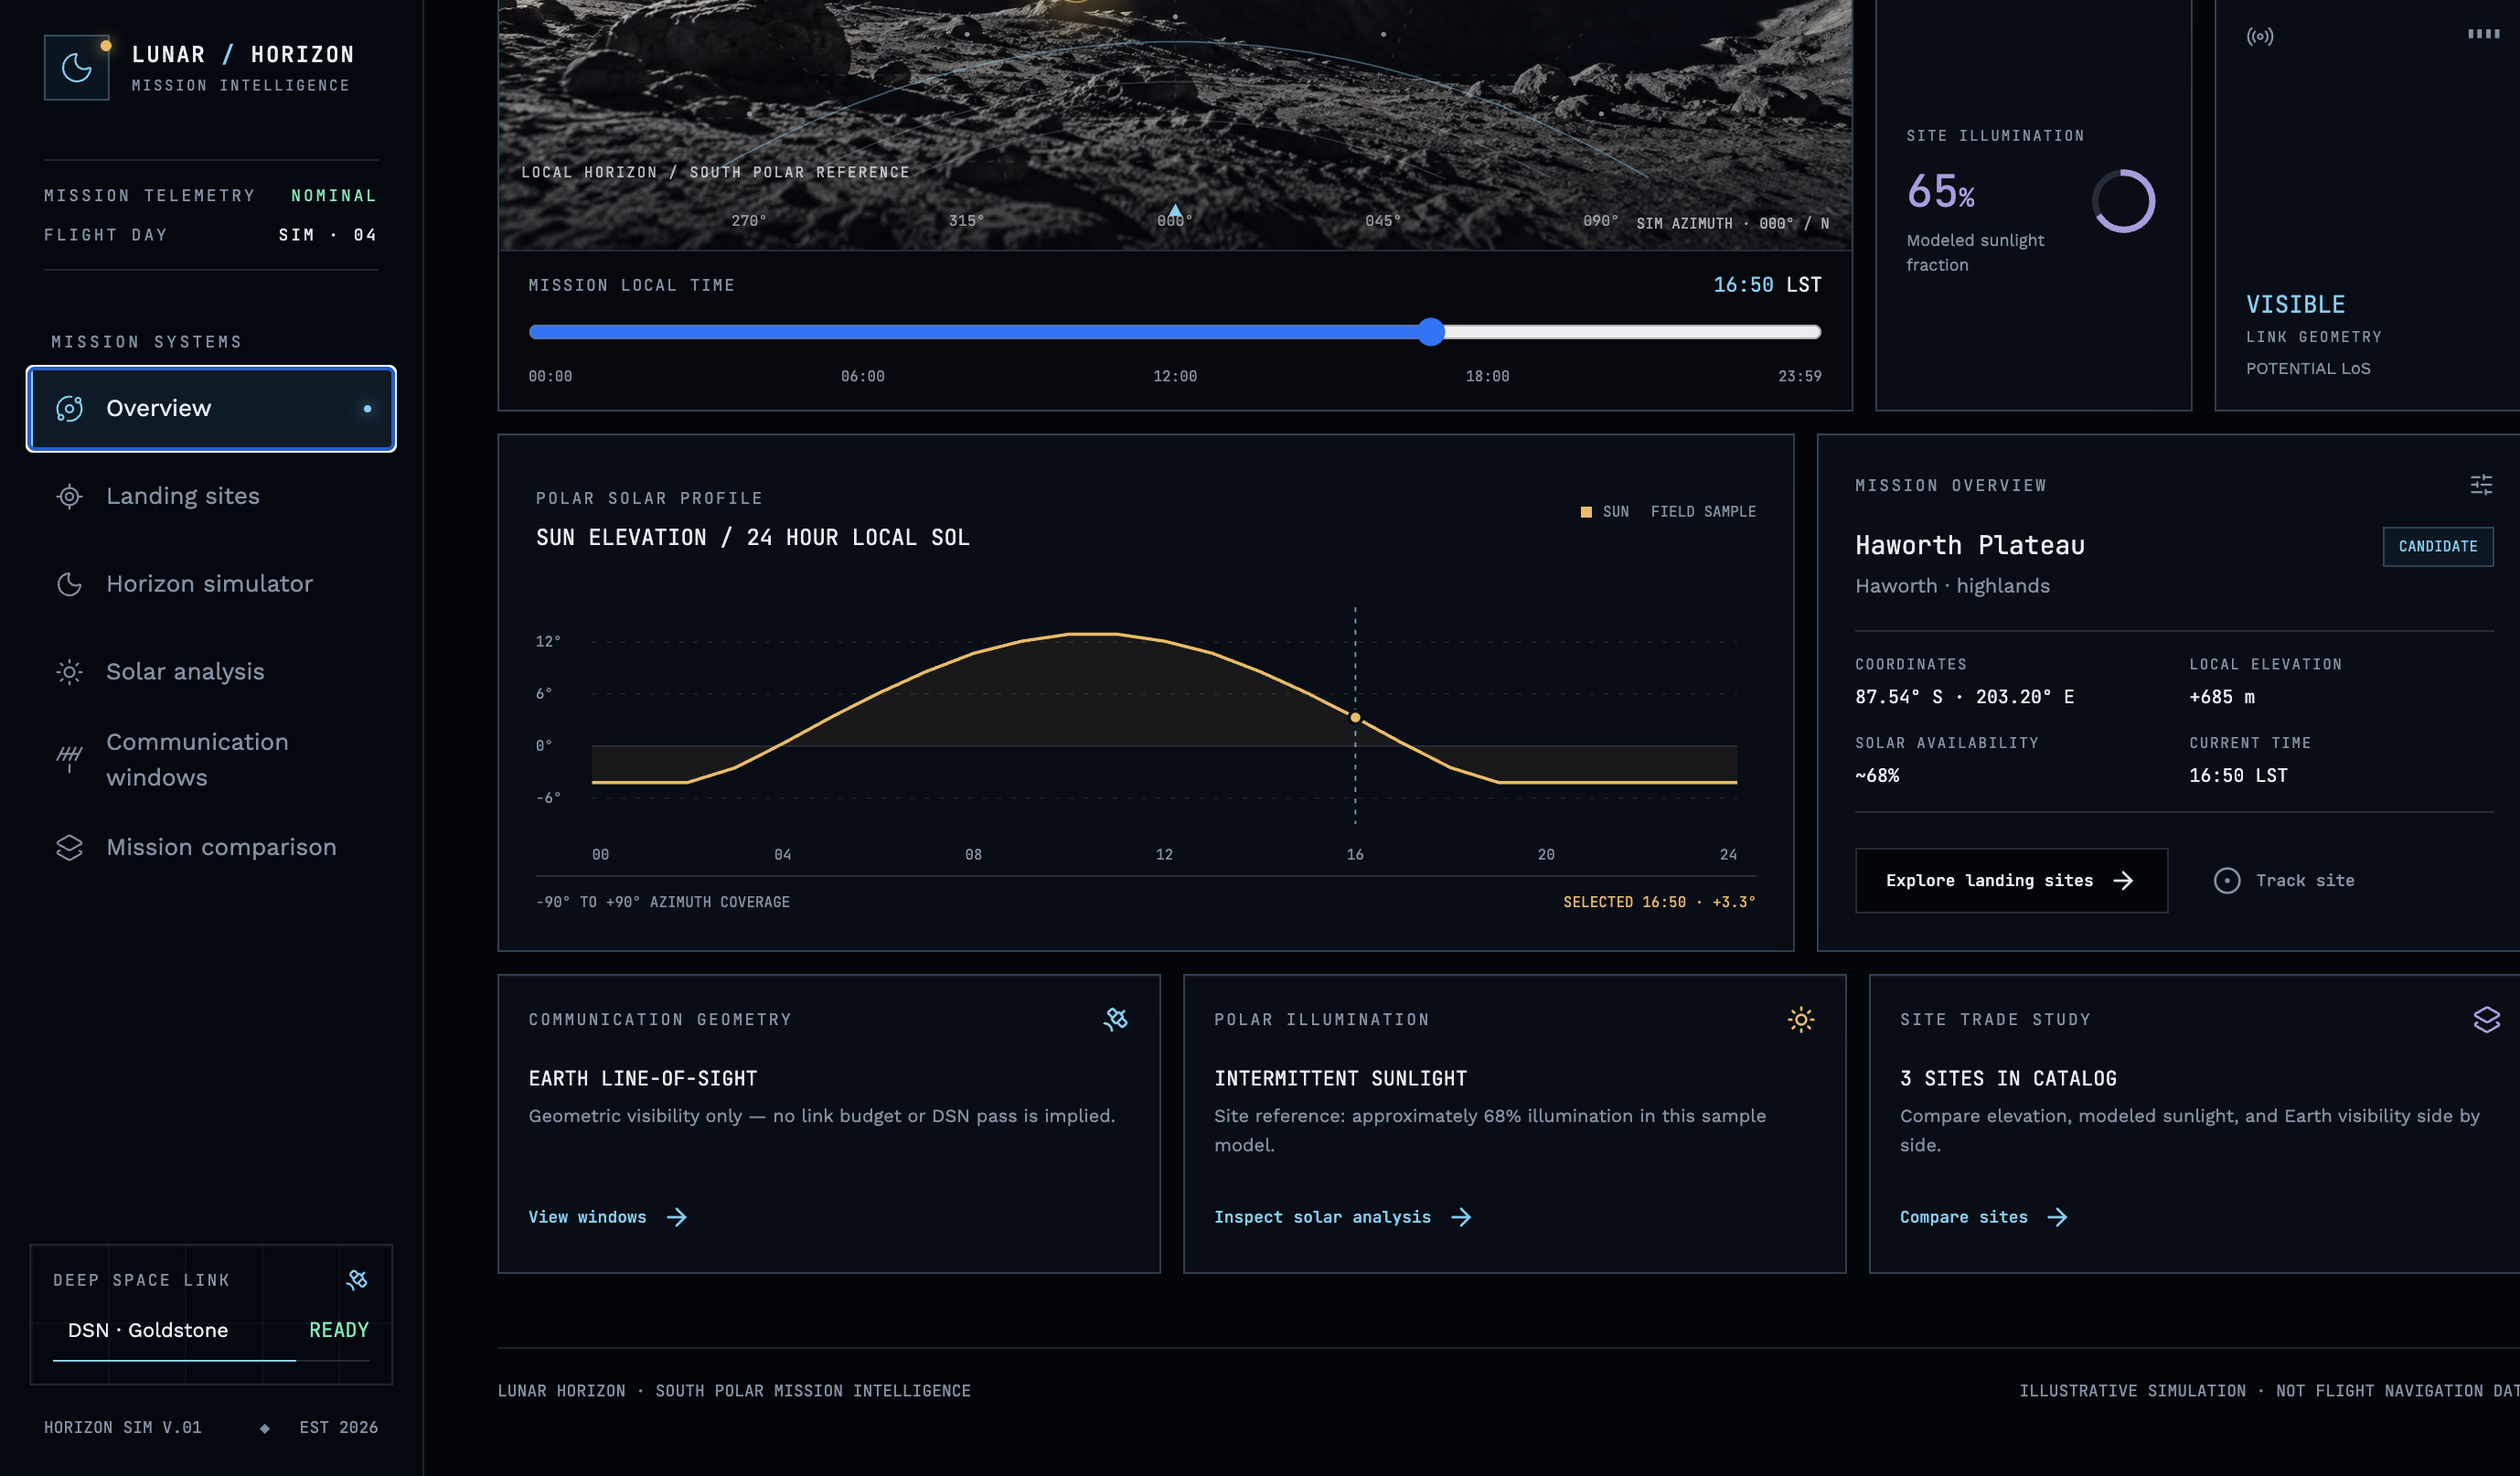 LUNAR / HORIZON
MISSION INTELLIGENCE
MISSION TELEMETRY NOMINAL
FLIGHT DAY SIM · 04
MISSION SYSTEMS
Overview
Landing sites
Horizon simulator
Solar analysis
Communication
windows
Mission comparison
DEEP SPACE LINK
DSN · Goldstone READY
HORIZON SIM V.01 ◆ EST 2026
LOCAL HORIZON / SOUTH POLAR REFERENCE
270° 315° 000° 045° 090° SIM AZIMUTH · 000° / N
MISSION LOCAL TIME 16:50 LST
00:00 06:00 12:00 18:00 23:59
SITE ILLUMINATION
65%
Modeled sunlight
fraction
VISIBLE
LINK GEOMETRY
POTENTIAL LoS
POLAR SOLAR PROFILE
SUN ELEVATION / 24 HOUR LOCAL SOL
SUN FIELD SAMPLE
12°
6°
0°
-6°
00 04 08 12 16 20 24
-90° TO +90° AZIMUTH COVERAGE SELECTED 16:50 · +3.3°
MISSION OVERVIEW
Haworth Plateau CANDIDATE
Haworth · highlands
COORDINATES LOCAL ELEVATION
87.54° S · 203.20° E +685 m
SOLAR AVAILABILITY CURRENT TIME
~68% 16:50 LST
Explore landing sites Track site
COMMUNICATION GEOMETRY
EARTH LINE-OF-SIGHT
Geometric visibility only — no link budget or DSN pass is implied.
View windows
POLAR ILLUMINATION
INTERMITTENT SUNLIGHT
Site reference: approximately 68% illumination in this sample
model.
Inspect solar analysis
SITE TRADE STUDY
3 SITES IN CATALOG
Compare elevation, modeled sunlight, and Earth visibility side by
side.
Compare sites
LUNAR HORIZON · SOUTH POLAR MISSION INTELLIGENCE
ILLUSTRATIVE SIMULATION · NOT FLIGHT NAVIGATION DAT